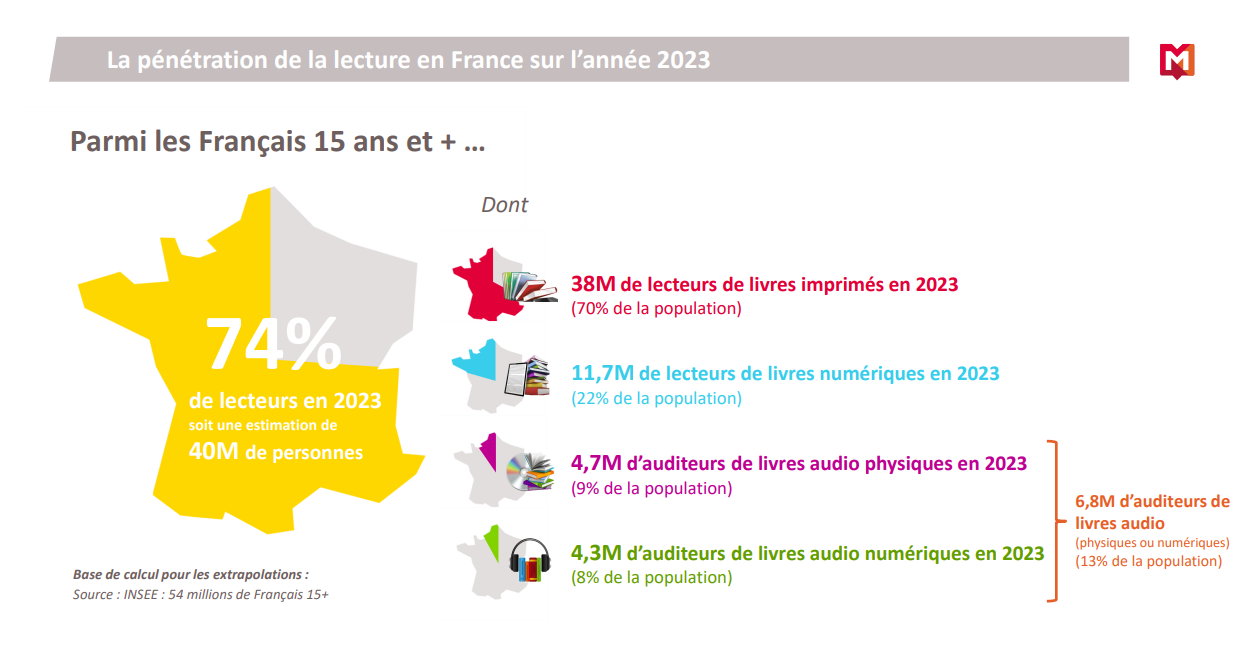 La pénétration de la lecture en France sur l’année 2023
M
Parmi les Français 15 ans et + …
74%
de lecteurs en 2023
soit une estimation de
40M de personnes
Dont
38M de lecteurs de livres imprimés en 2023
(70% de la population)
11,7M de lecteurs de livres numériques en 2023
(22% de la population)
4,7M d’auditeurs de livres audio physiques en 2023
(9% de la population)
4,3M d’auditeurs de livres audio numériques en 2023
(8% de la population)
6,8M d’auditeurs de
livres audio
(physiques ou numériques)
(13% de la population)
Base de calcul pour les extrapolations :
Source : INSEE : 54 millions de Français 15+